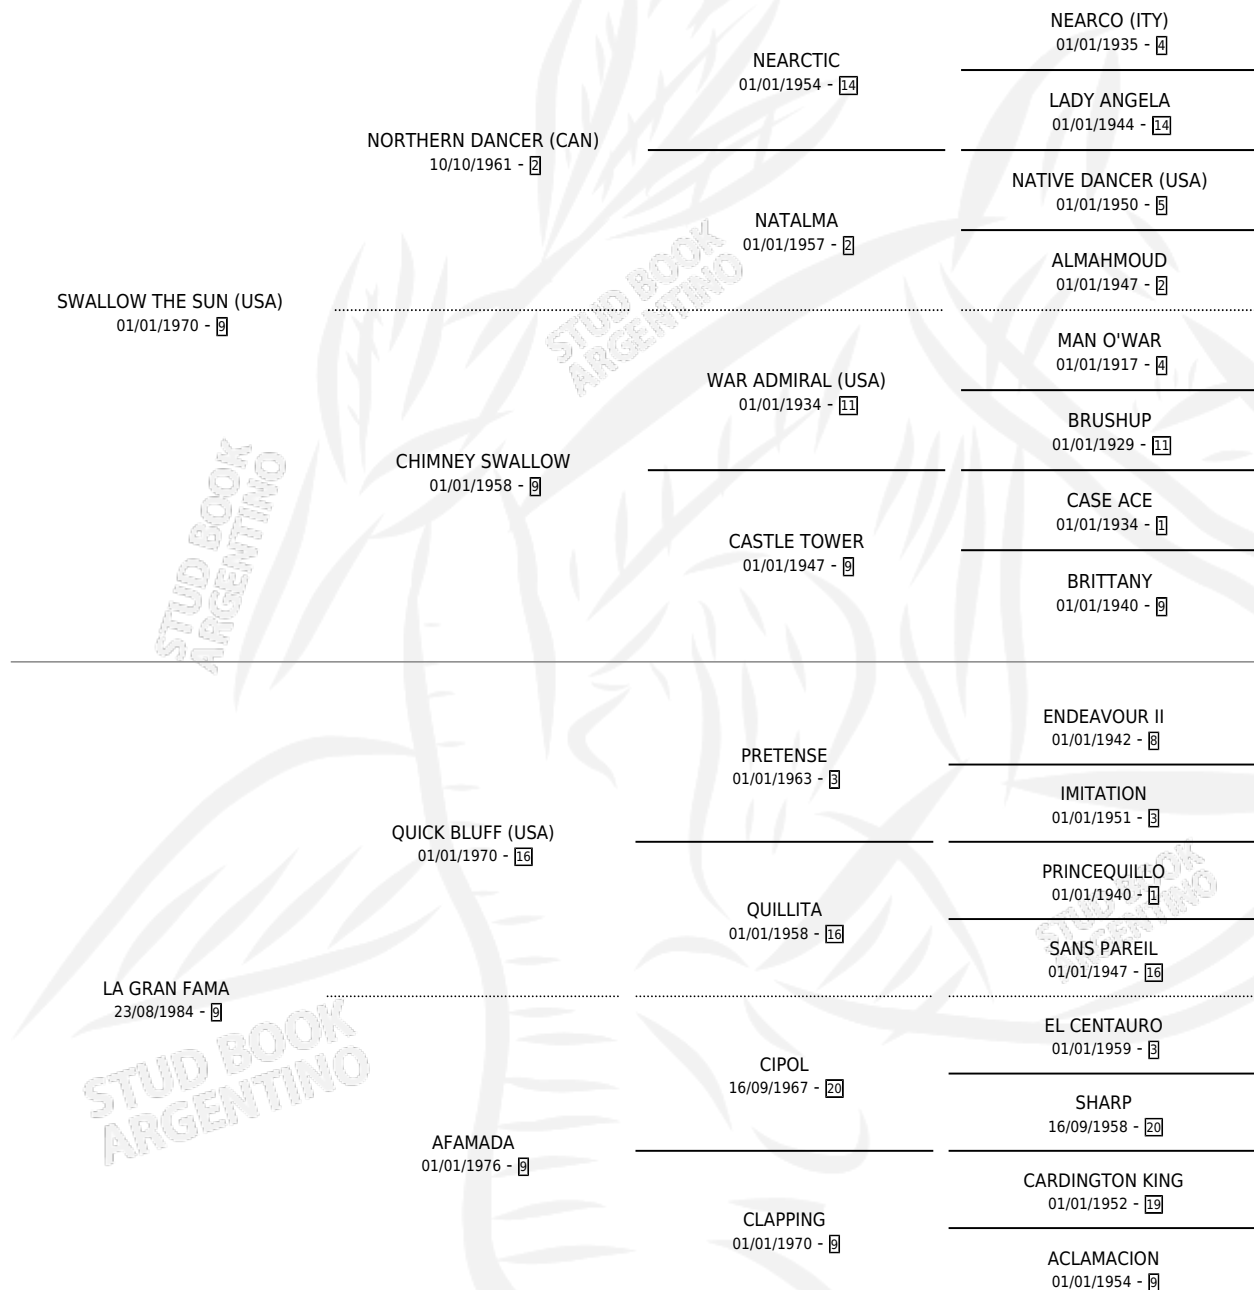 NEARCO (ITY)
01/01/1935 - 4
NEARCTIC
01/01/1954 - 14
LADY ANGELA
01/01/1944 - 14
NORTHERN DANCER (CAN)
10/10/1961 - 2
NATIVE DANCER (USA)
01/01/1950 - 5
NATALMA
01/01/1957 - 2
ALMAHMOUD
01/01/1947 - 2
SWALLOW THE SUN (USA)
01/01/1970 - 9
MAN O'WAR
01/01/1917 - 4
WAR ADMIRAL (USA)
01/01/1934 - 11
BRUSHUP
01/01/1929 - 11
CHIMNEY SWALLOW
01/01/1958 - 9
CASE ACE
01/01/1934 - 1
CASTLE TOWER
01/01/1947 - 9
BRITTANY
01/01/1940 - 9
ENDEAVOUR II
01/01/1942 - 8
PRETENSE
01/01/1963 - 3
IMITATION
01/01/1951 - 3
QUICK BLUFF (USA)
01/01/1970 - 16
PRINCEQUILLO
01/01/1940 - 1
QUILLITA
01/01/1958 - 16
SANS PAREIL
01/01/1947 - 16
LA GRAN FAMA
23/08/1984 - 9
EL CENTAURO
01/01/1959 - 3
CIPOL
16/09/1967 - 20
SHARP
16/09/1958 - 20
AFAMADA
01/01/1976 - 9
CARDINGTON KING
01/01/1952 - 19
CLAPPING
01/01/1970 - 9
ACLAMACION
01/01/1954 - 9
STUD BOOK
ARGENTINO
STUD BOOK
ARGENTINO
STUD BOOK
ARGENTINO
STUD BOOK
ARGENTINO